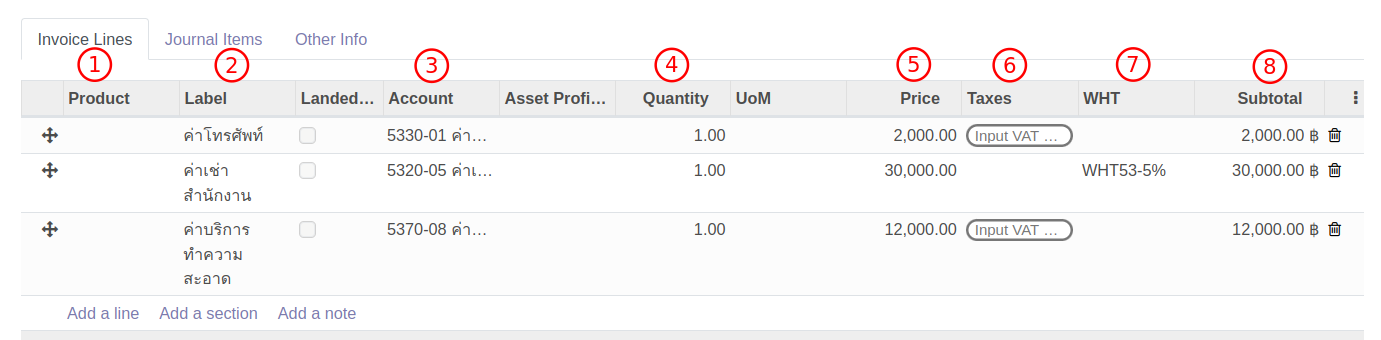 Invoice Lines Journal Items Other Info
1 2 3 4 5 6 7 8
Product Label Landed... Account Asset Profi... Quantity UoM Price Taxes WHT Subtotal
ค่าโทรศัพท์ 5330-01 ค่า... 1.00 2,000.00 Input VAT ... 2,000.00 ฿
ค่าเช่า 5320-05 ค่าเ... 1.00 30,000.00 WHT53-5% 30,000.00 ฿
สำนักงาน
ค่าบริการ 5370-08 ค่า... 1.00 12,000.00 Input VAT ... 12,000.00 ฿
ทำความ
สะอาด
Add a line Add a section Add a note